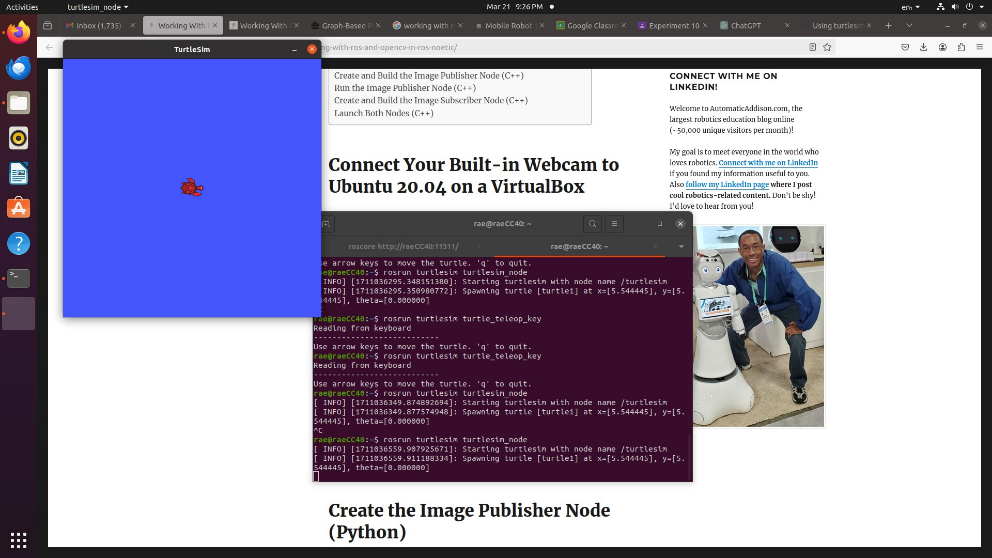 Activities
turtlesim_node
Mar 21 9:26 PM
en
Inbox (1,735)
Working With
Working With
Graph-Based P
working with r
Mobile Robot
Google Classro
Experiment 10
ChatGPT
Using turtlesim
ng-with-ros-and-opencv-in-ros-noetic/
TurtleSim
Create and Build the Image Publisher Node (C++)
Run the Image Publisher Node (C++)
Create and Build the Image Subscriber Node (C++)
Launch Both Nodes (C++)
Connect Your Built-in Webcam to
Ubuntu 20.04 on a VirtualBox
rae@raeCC40: ~
roscore http://raeCC40:11311/
rae@raeCC40: ~
Use arrow keys to move the turtle. 'q' to quit.
rae@raeCC40:~$ rosrun turtlesim turtlesim_node
[ INFO] [1711036295.348151380]: Starting turtlesim with node name /turtlesim
[ INFO] [1711036295.350980772]: Spawning turtle [turtle1] at x=[5.544445], y=[5.
544445], theta=[0.000000]
rae@raeCC40:~$ rosrun turtlesim turtle_teleop_key
Reading from keyboard
---------------------------
Use arrow keys to move the turtle. 'q' to quit.
rae@raeCC40:~$ rosrun turtlesim turtle_teleop_key
Reading from keyboard
---------------------------
Use arrow keys to move the turtle. 'q' to quit.
rae@raeCC40:~$ rosrun turtlesim turtlesim_node
[ INFO] [1711036349.874892694]: Starting turtlesim with node name /turtlesim
[ INFO] [1711036349.877574948]: Spawning turtle [turtle1] at x=[5.544445], y=[5.
544445], theta=[0.000000]
^C
rae@raeCC40:~$ rosrun turtlesim turtlesim_node
[ INFO] [1711036559.907925671]: Starting turtlesim with node name /turtlesim
[ INFO] [1711036559.911188334]: Spawning turtle [turtle1] at x=[5.544445], y=[5.
544445], theta=[0.000000]
Create the Image Publisher Node
(Python)
CONNECT WITH ME ON
LINKEDIN!
Welcome to AutomaticAddison.com, the
largest robotics education blog online
(~50,000 unique visitors per month)!
My goal is to meet everyone in the world who
loves robotics. Connect with me on LinkedIn
if you found my information useful to you.
Also follow my LinkedIn page where I post
cool robotics-related content. Don't be shy!
I'd love to hear from you!